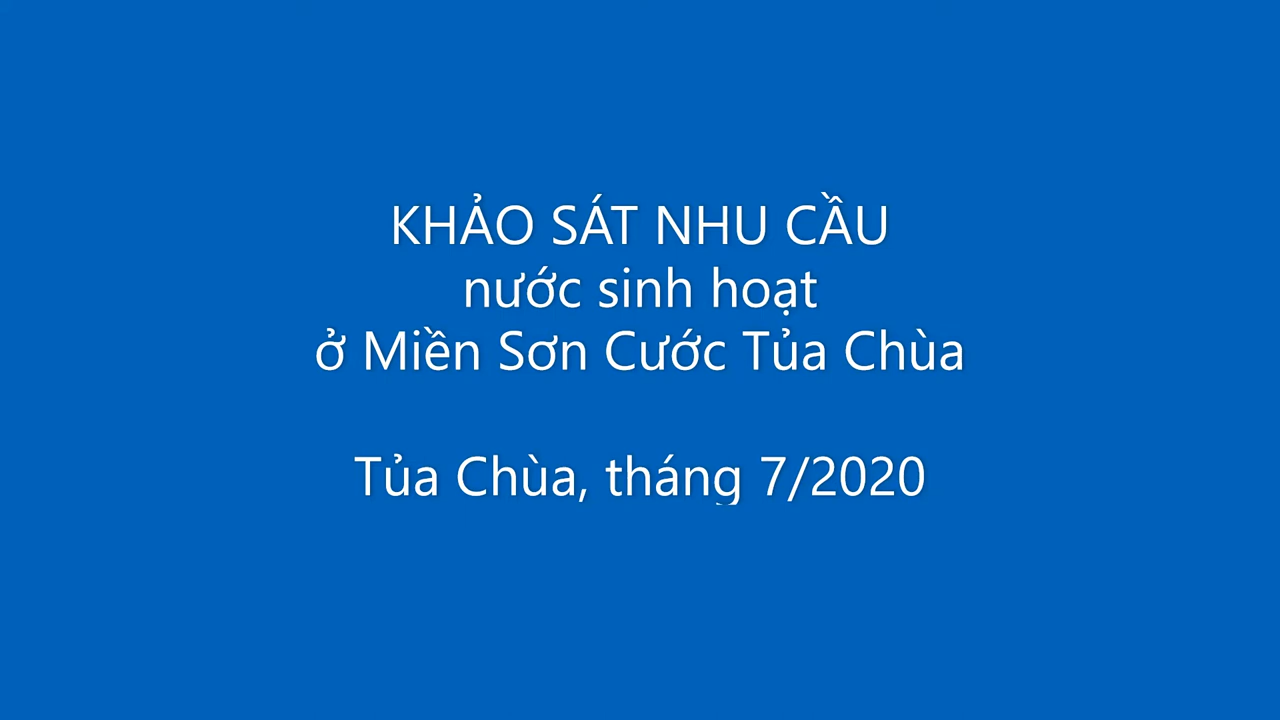 KHẢO SÁT NHU CẦU
nước sinh hoạt
ở Miền Sơn Cước Tủa Chùa
Tủa Chùa, tháng 7/2020